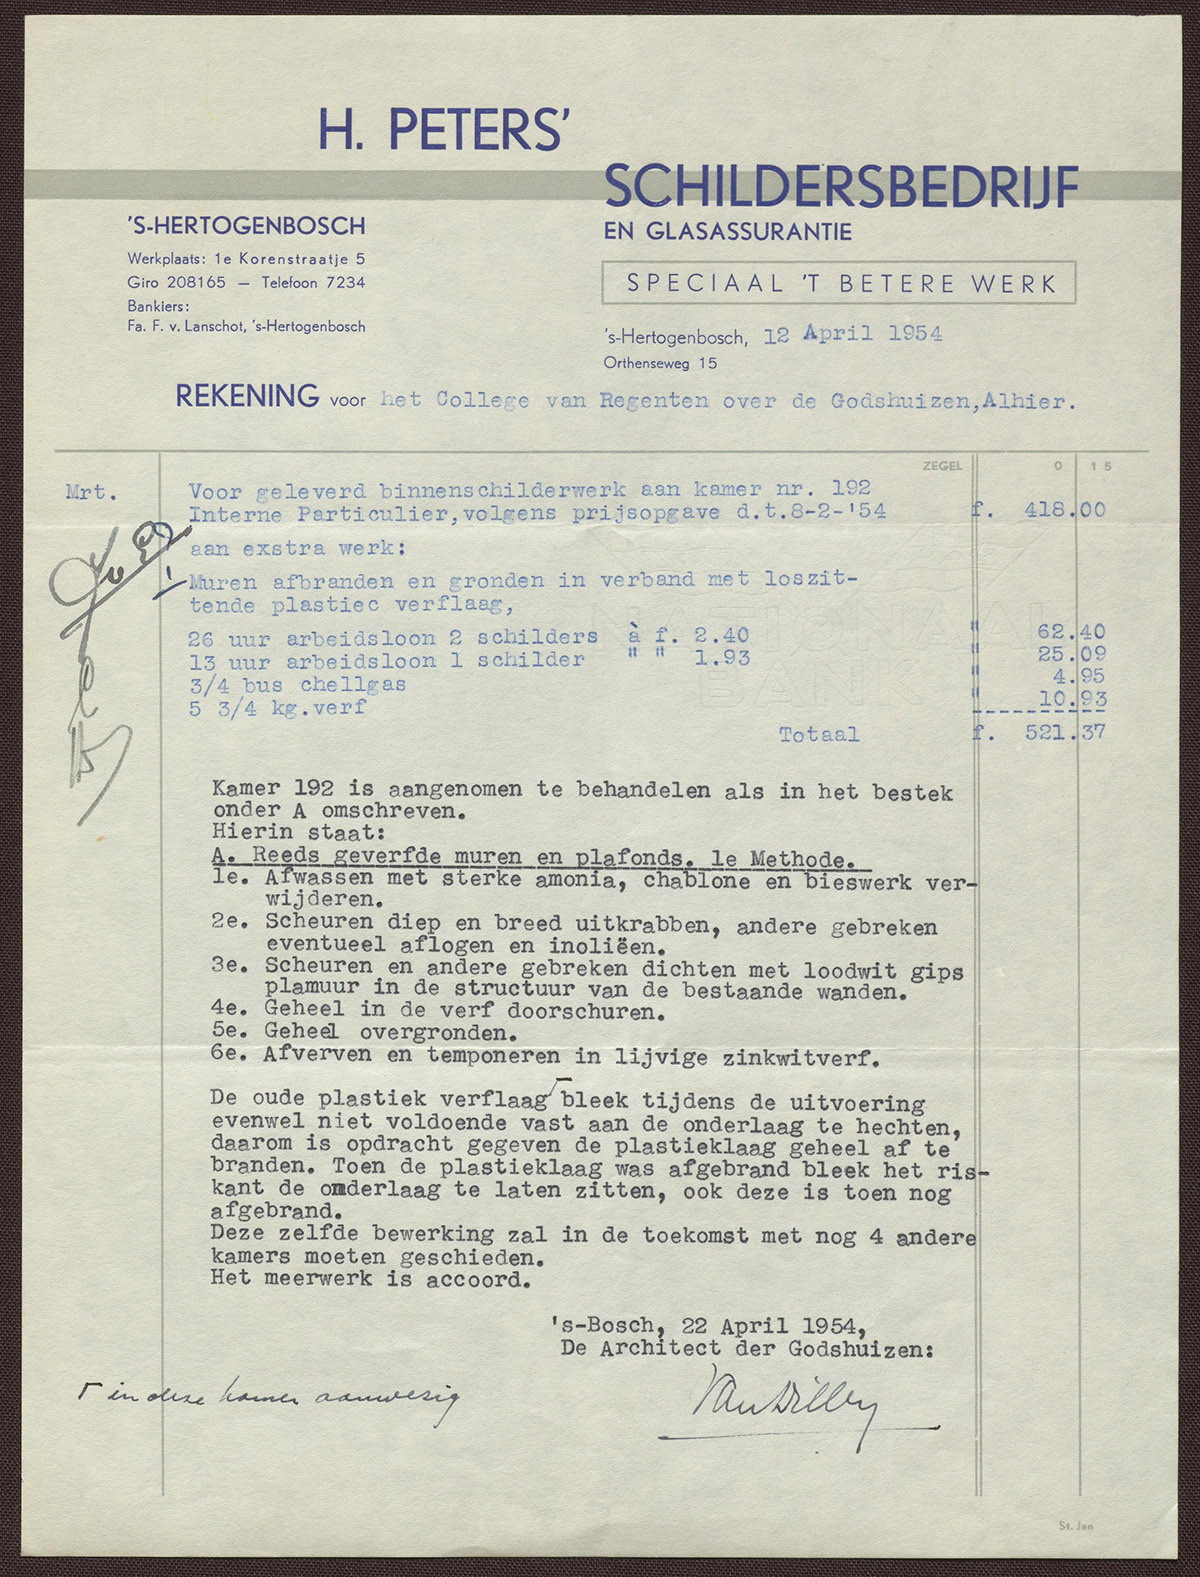 H. PETERS'
SCHILDERSBEDRIJF
EN GLASASSURANTIE
SPECIAAL 'T BETERE WERK
'S-HERTOGENBOSCH
Werkplaats: 1e Korenstraatje 5
Giro 208165 — Telefoon 7234
Bankiers:
Fa. F. v. Lanschot, 's-Hertogenbosch
's-Hertogenbosch, 12 April 1954
Orthenseweg 15
REKENING voor het College van Regenten over de Godshuizen,Alhier.
ZEGEL 0 15
Mrt. Voor geleverd binnenschilderwerk aan kamer nr. 192
Interne Particulier,volgens prijsopgave d.t.8-2-'54 f. 418.00
aan exstra werk:
Muren afbranden en gronden in verband met loszit-
tende plastiec verflaag,
26 uur arbeidsloon 2 schilders à f. 2.40 " 62.40
13 uur arbeidsloon 1 schilder " " 1.93 " 25.09
3/4 bus chellgas " 4.95
5 3/4 kg.verf " 10.93
Totaal f. 521.37
Kamer 192 is aangenomen te behandelen als in het bestek
onder A omschreven.
Hierin staat:
A. Reeds geverfde muren en plafonds. 1e Methode.
1e. Afwassen met sterke amonia, chablone en bieswerk ver-
wijderen.
2e. Scheuren diep en breed uitkrabben, andere gebreken
eventueel aflogen en inoliëen.
3e. Scheuren en andere gebreken dichten met loodwit gips
plamuur in de structuur van de bestaande wanden.
4e. Geheel in de verf doorschuren.
5e. Geheel overgronden.
6e. Afverven en temponeren in lijvige zinkwitverf.
De oude plastiek verflaag┌ bleek tijdens de uitvoering
evenwel niet voldoende vast aan de onderlaag te hechten,
daarom is opdracht gegeven de plastieklaag geheel af te
branden. Toen de plastieklaag was afgebrand bleek het ris-
kant de onderlaag te laten zitten, ook deze is toen nog
afgebrand.
Deze zelfde bewerking zal in de toekomst met nog 4 andere
kamers moeten geschieden.
Het meerwerk is accoord.
's-Bosch, 22 April 1954,
De Architect der Godshuizen:
┌ in deze kamer aanwezig
St. Jan